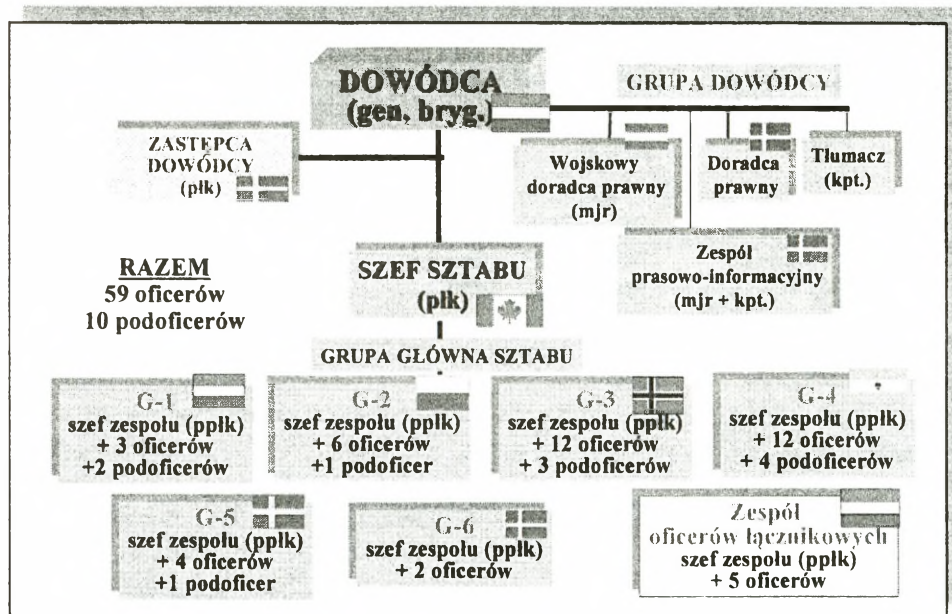 DOWÓDCA
(gen. bryg.)
GRUPA DOWÓDCY
ZASTĘPCA
DOWÓDCY
(płk)
Wojskowy
doradca prawny
(mjr)
Doradca
prawny
Tłumacz
(kpt.)
Zespół
prasowo-informacyjny
(mjr + kpt.)
RAZEM
59 oficerów
10 podoficerów
SZEF SZTABU
(płk)
GRUPA GŁÓWNA SZTABU
G-1
szef zespołu (ppłk)
+ 3 oficerów
+2 podoficerów
G-2
szef zespołu (ppłk)
+ 6 oficerów
+1 podoficer
G-3
szef zespołu (ppłk)
+ 12 oficerów
+ 3 podoficerów
G-4
szef zespołu (ppłk)
+ 12 oficerów
+ 4 podoficerów
G-5
szef zespołu (ppłk)
+ 4 oficerów
+1 podoficer
G-6
szef zespołu (ppłk)
+ 2 oficerów
Zespół
oficerów łącznikowych
szef zespołu (ppłk)
+ 5 oficerów